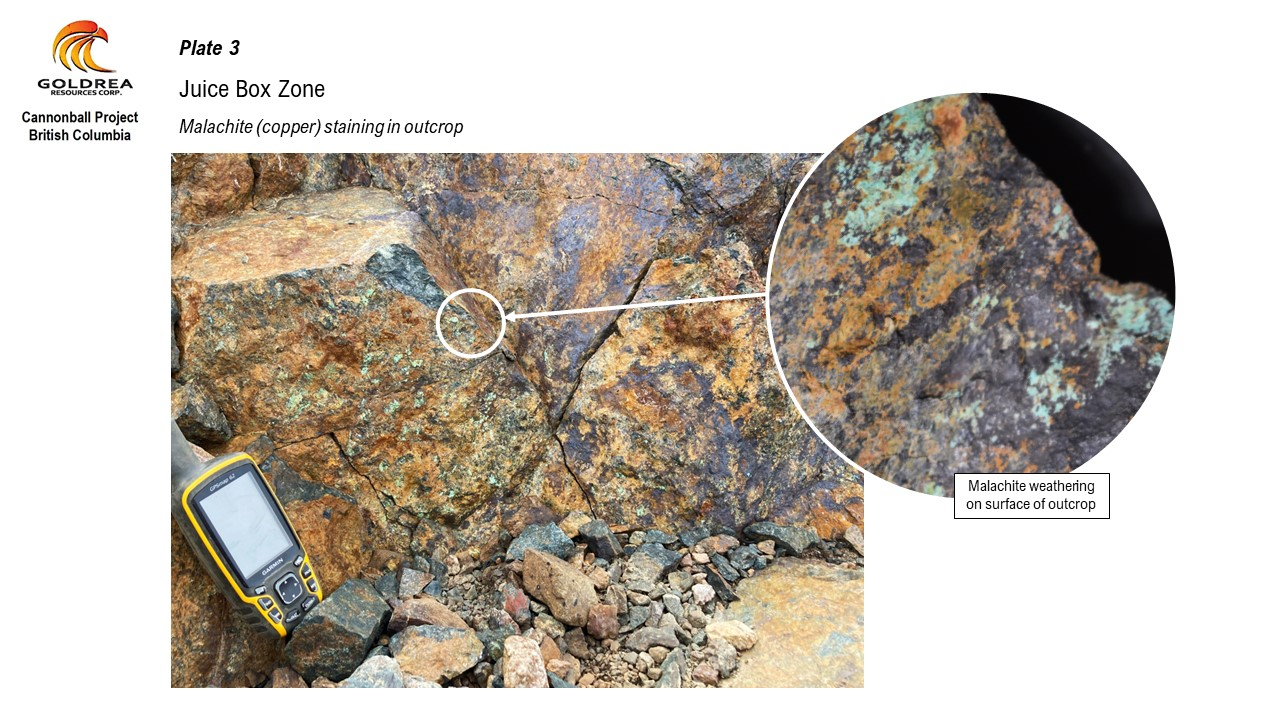 GOLDREA
RESOURCES CORP.
Cannonball Project
British Columbia
Plate 3
Juice Box Zone
Malachite (copper) staining in outcrop
GPSmap 62
GARMIN
Malachite weathering
on surface of outcrop